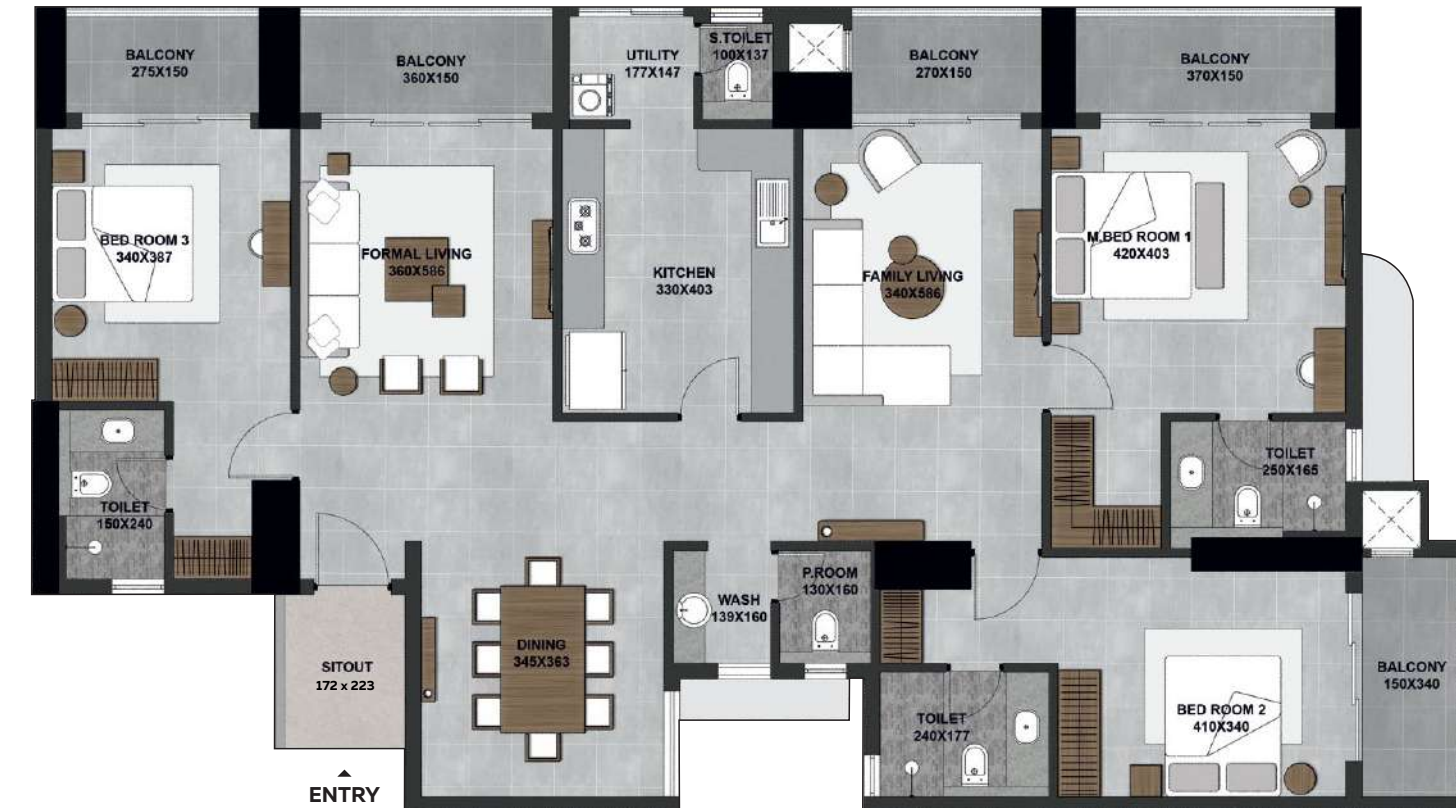 BALCONY
275X150
BALCONY
360X150
UTILITY
177X147
S.TOILET
100X137
BALCONY
270X150
BALCONY
370X150
BED ROOM 3
340X387
FORMAL LIVING
360X586
KITCHEN
330X403
FAMILY LIVING
340X586
M.BED ROOM 1
420X403
TOILET
150X240
TOILET
250X165
SITOUT
172 x 223
DINING
345X363
WASH
139X160
P.ROOM
130X160
TOILET
240X177
BED ROOM 2
410X340
BALCONY
150X340
ENTRY